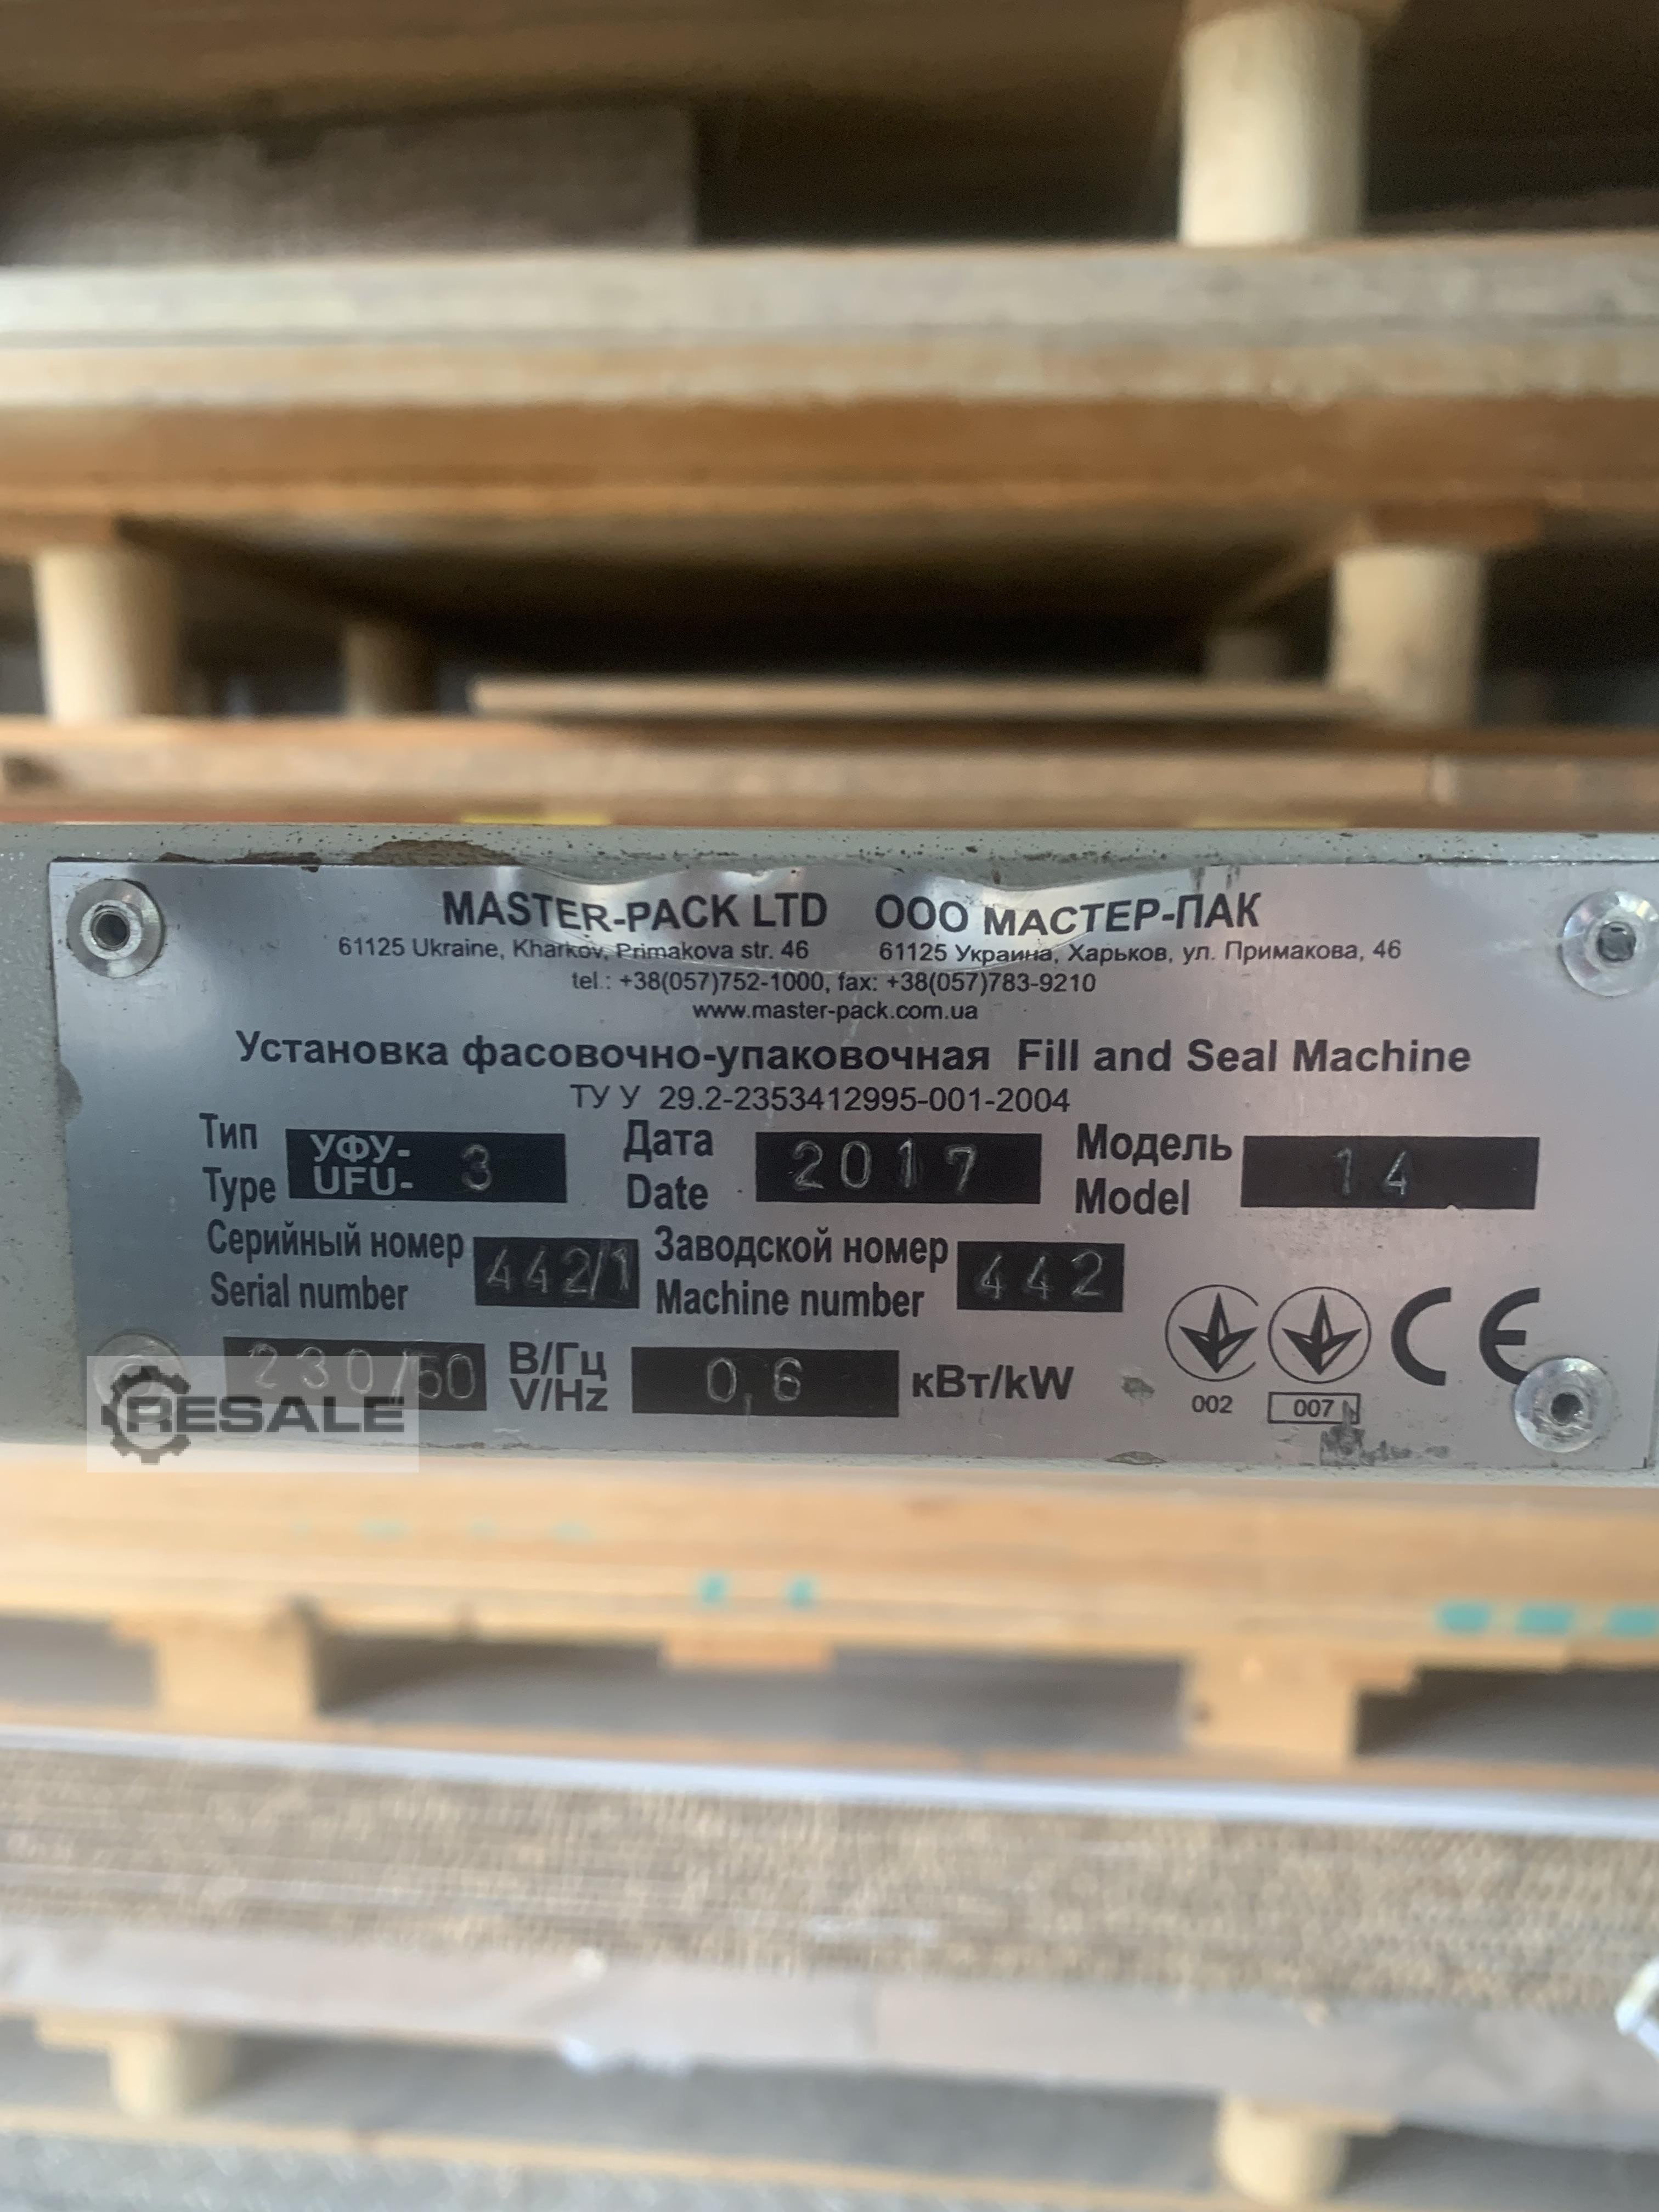 MASTER-PACK LTD ООО МАСТЕР-ПАК
61125 Ukraine, Kharkov, Primakova str. 46 61125 Украина, Харьков, ул. Примакова, 46
tel.: +38(057)752-1000, fax: +38(057)783-9210
www.master-pack.com.ua
Установка фасовочно-упаковочная Fill and Seal Machine
ТУ У 29.2-2353412995-001-2004
Тип УФУ- 3 Дата 2017 Модель 14
Type UFU- Date Model
Серийный номер 442/1 Заводской номер 442
Serial number Machine number
230/50 В/Гц 0,6 кВт/kW
V/Hz
002 007 CE
RESALE